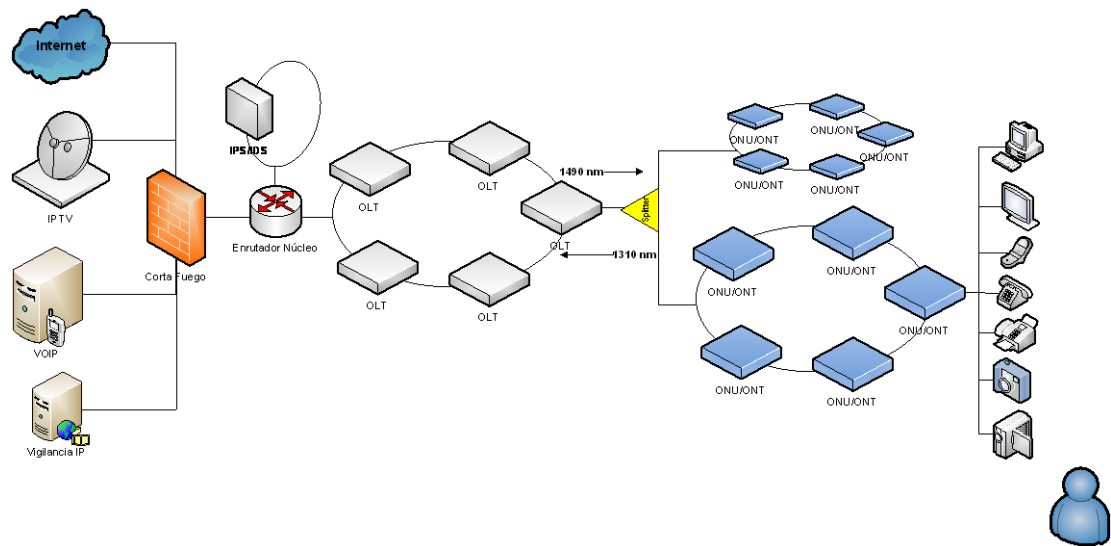 Internet
IPTV
VOIP
Vigilancia IP
Corta Fuego
IPS/IDS
Enrutador Núcleo
OLT
OLT
OLT
OLT
OLT
1490 nm
1310 nm
Splitter
ONU/ONT
ONU/ONT
ONU/ONT
ONU/ONT
ONU/ONT
ONU/ONT
ONU/ONT
ONU/ONT
ONU/ONT
ONU/ONT